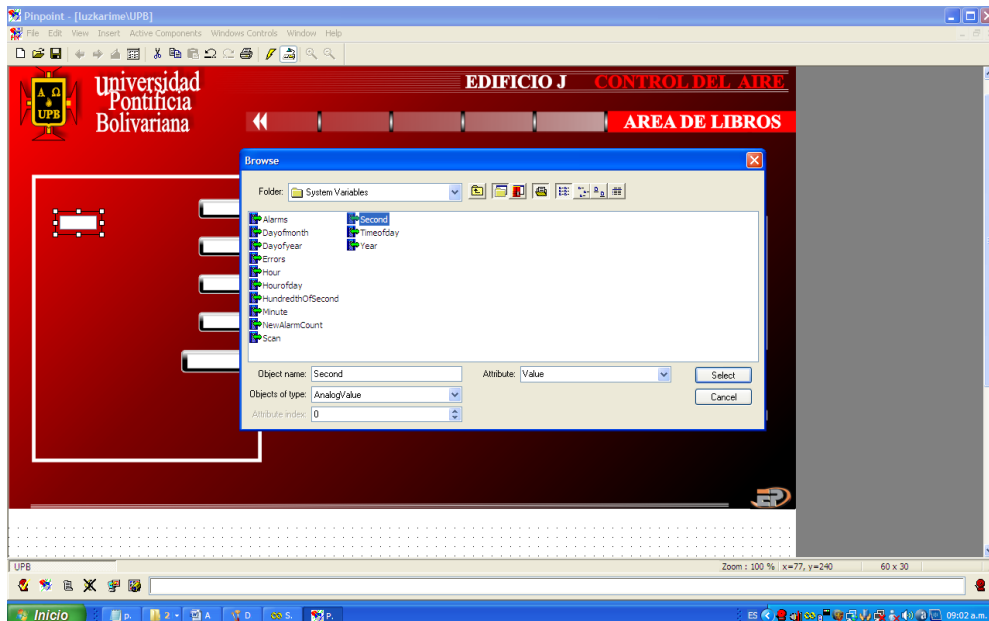 Pinpoint - [luzkarime\UPB]
File Edit View Insert Active Components Windows Controls Window Help
A Ω
UPB
universidad
Pontificia
Bolivariana
EDIFICIO J CONTROL DEL AIRE
AREA DE LIBROS
Browse
Folder: System Variables
Alarms
Dayofmonth
Dayofyear
Errors
Hour
Hourofday
HundredthOfSecond
Minute
NewAlarmCount
Scan
Second
Timeofday
Year
Object name: Second Attribute: Value Select
Objects of type: AnalogValue Cancel
Attribute index: 0
EP
UPB Zoom : 100 % x=77, y=240 60 x 30
Inicio p. 2 - A D S. P. ES 09:02 a.m.